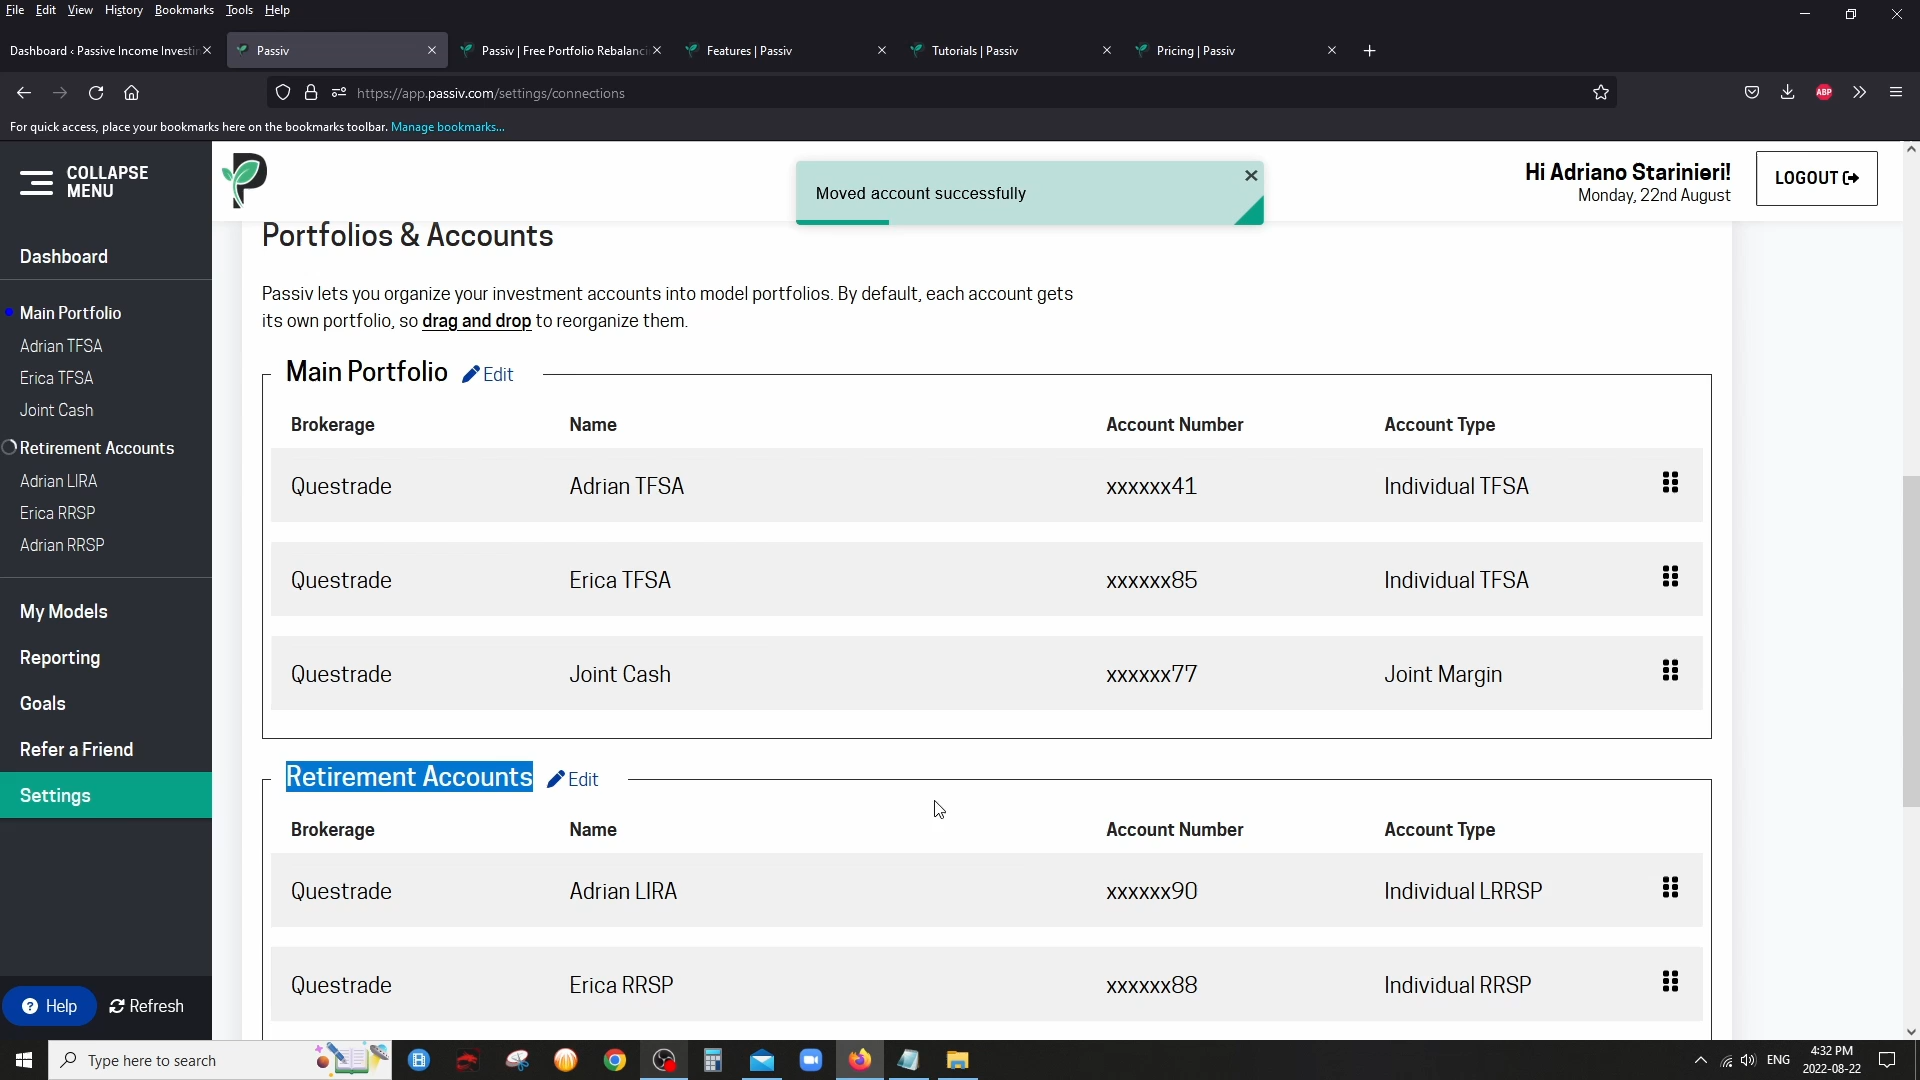 File Edit View History Bookmarks Tools Help
Dashboard ‹ Passive Income Investin
Passiv
Passiv | Free Portfolio Rebalanci
Features | Passiv
Tutorials | Passiv
Pricing | Passiv
https://app.passiv.com/settings/connections
ABP
For quick access, place your bookmarks here on the bookmarks toolbar. Manage bookmarks...
COLLAPSE
MENU
Moved account successfully
Hi Adriano Starinieri!
Monday, 22nd August
LOGOUT
Dashboard
Main Portfolio
Adrian TFSA
Erica TFSA
Joint Cash
Retirement Accounts
Adrian LIRA
Erica RRSP
Adrian RRSP
My Models
Reporting
Goals
Refer a Friend
Settings
Help Refresh
Portfolios & Accounts
Passiv lets you organize your investment accounts into model portfolios. By default, each account gets
its own portfolio, so drag and drop to reorganize them.
Main Portfolio Edit
Brokerage Name Account Number Account Type
Questrade Adrian TFSA xxxxxx41 Individual TFSA
Questrade Erica TFSA xxxxxx85 Individual TFSA
Questrade Joint Cash xxxxxx77 Joint Margin
Retirement Accounts Edit
Brokerage Name Account Number Account Type
Questrade Adrian LIRA xxxxxx90 Individual LRRSP
Questrade Erica RRSP xxxxxx88 Individual RRSP
Type here to search
ENG
4:32 PM
2022-08-22